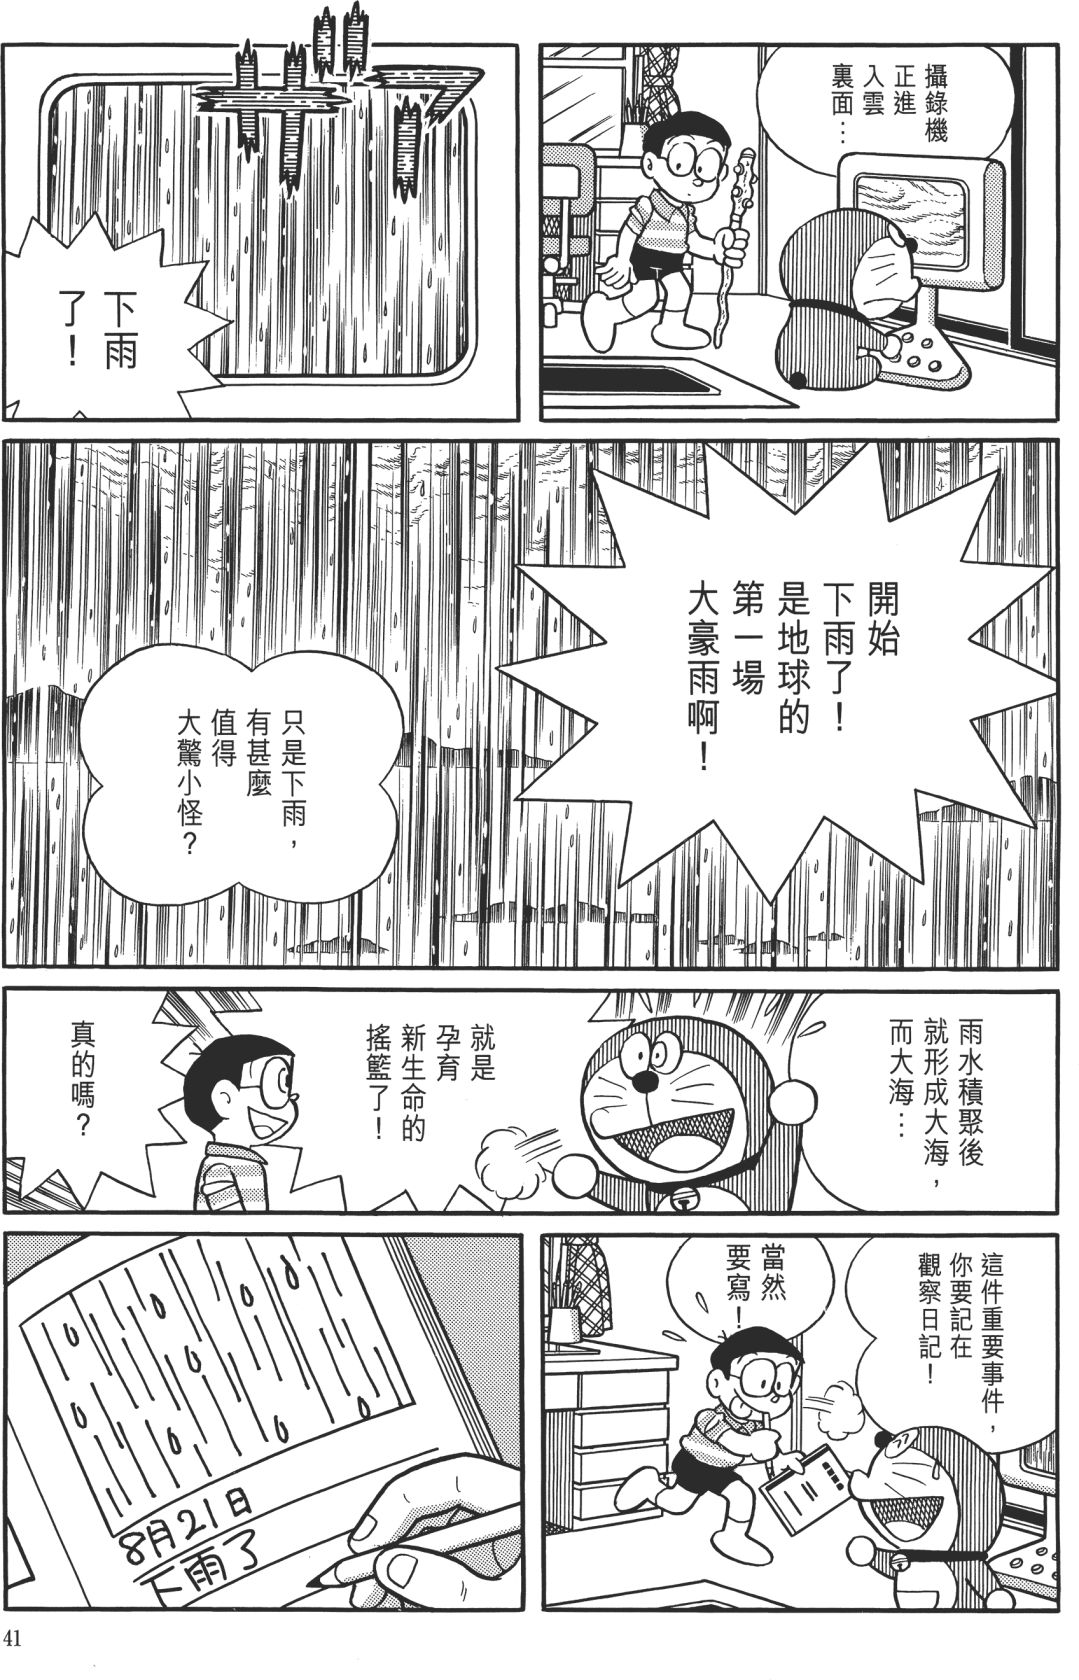 攝錄機
正進
入雲
裏面…
ザァ
下雨
了！
開始
下雨了！
是地球的
第一場
大豪雨啊！
只是下雨，
有甚麼
值得
大驚小怪？
雨水積聚後
就形成大海，
而大海…
就是
孕育
新生命的
搖籃了！
真的嗎？
這件重要事件，
你要記在
觀察日記！
當然
要寫！
8月21日
下雨了
41